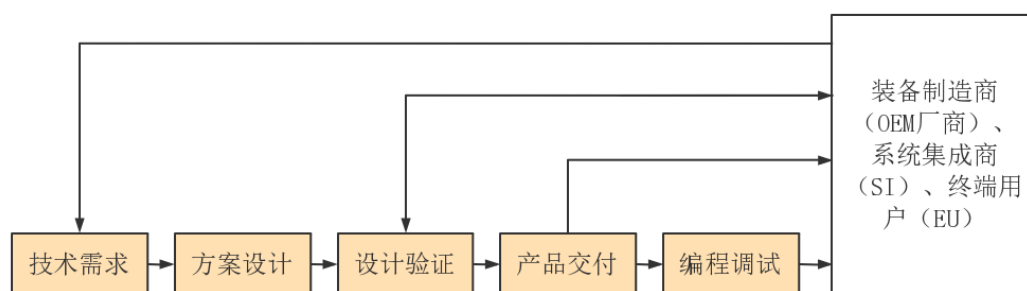 装备制造商
（OEM厂商）、
系统集成商
（SI）、终端用
户（EU）
技术需求
方案设计
设计验证
产品交付
编程调试